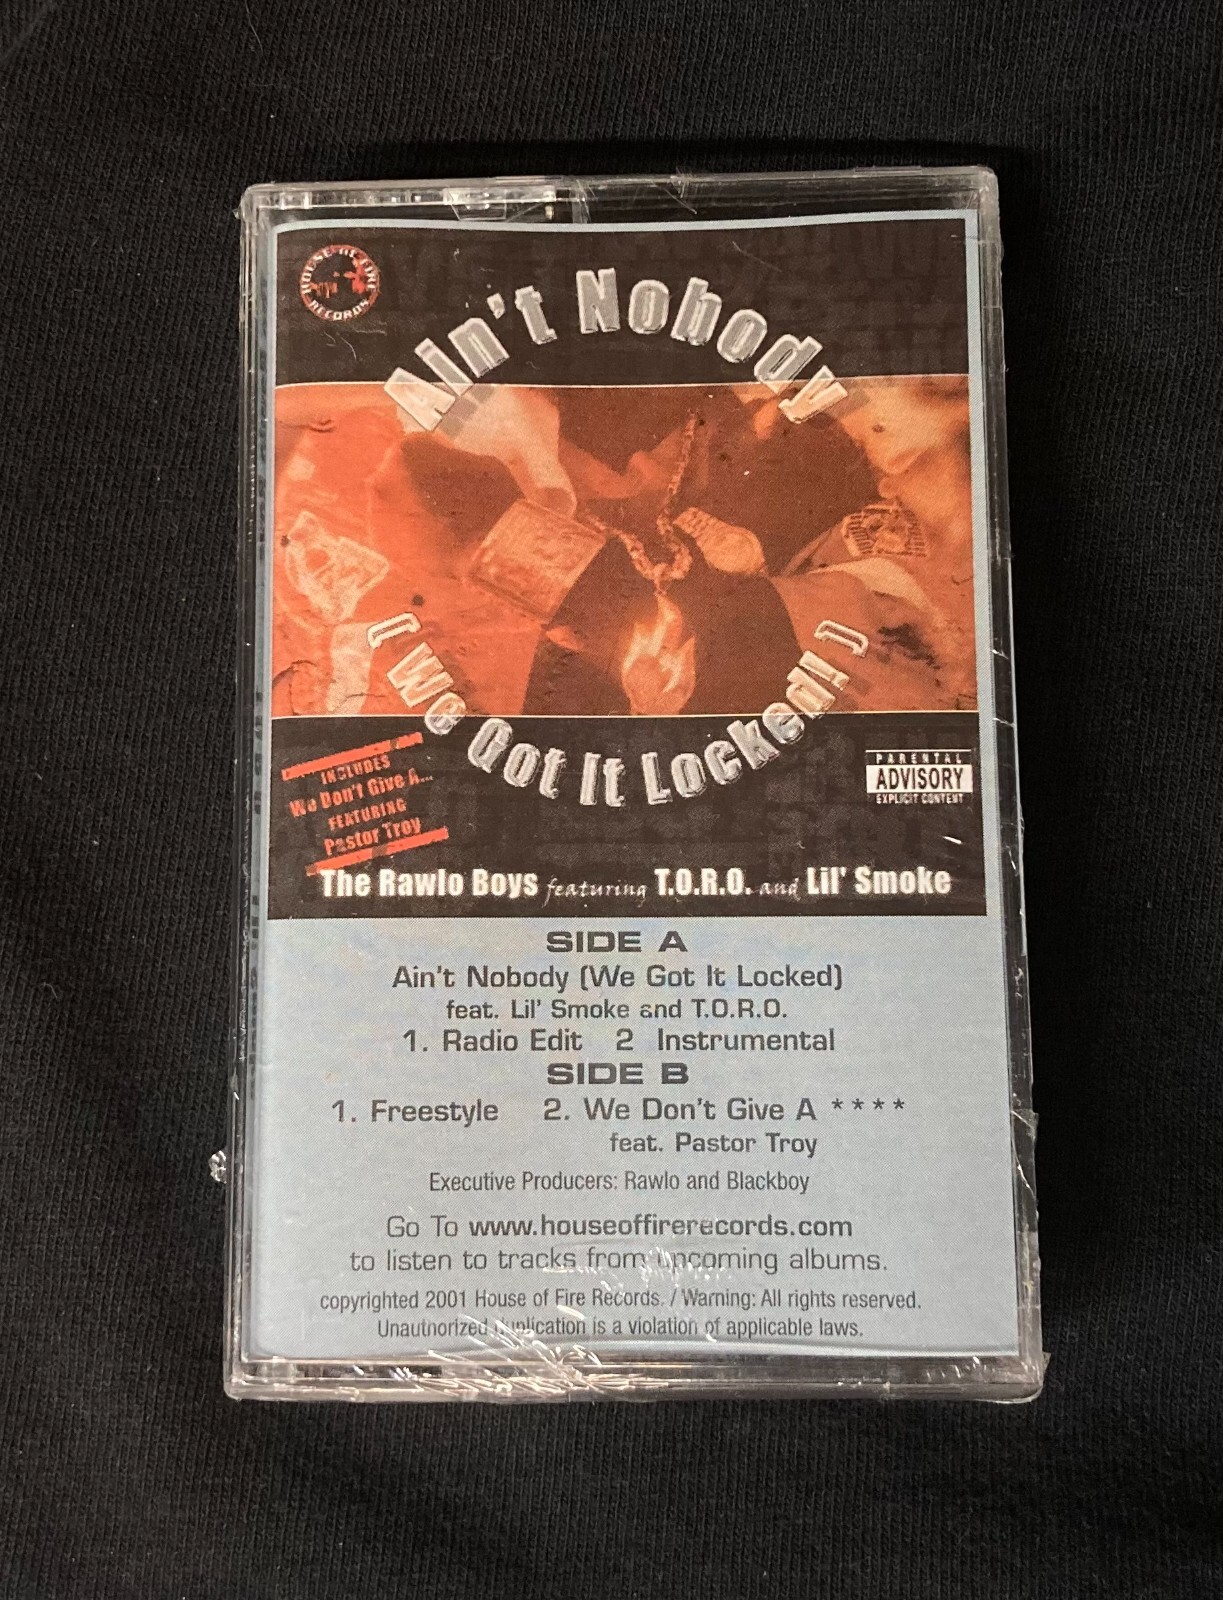 HOUSE OF FIRE
RECORDS
Ain't Nobody
(We Got It Locked!)
INCLUDES
We Don't Give A...
FEATURING
Pastor Troy
PARENTAL
ADVISORY
EXPLICIT CONTENT
The Rawlo Boys featuring T.O.R.O. and Lil' Smoke
SIDE A
Ain't Nobody (We Got It Locked)
feat. Lil' Smoke and T.O.R.O.
1. Radio Edit 2 Instrumental
SIDE B
1. Freestyle 2. We Don't Give A ****
feat. Pastor Troy
Executive Producers: Rawlo and Blackboy
Go To www.houseoffirerecords.com
to listen to tracks from upcoming albums.
copyrighted 2001 House of Fire Records. / Warning: All rights reserved.
Unauthorized duplication is a violation of applicable laws.